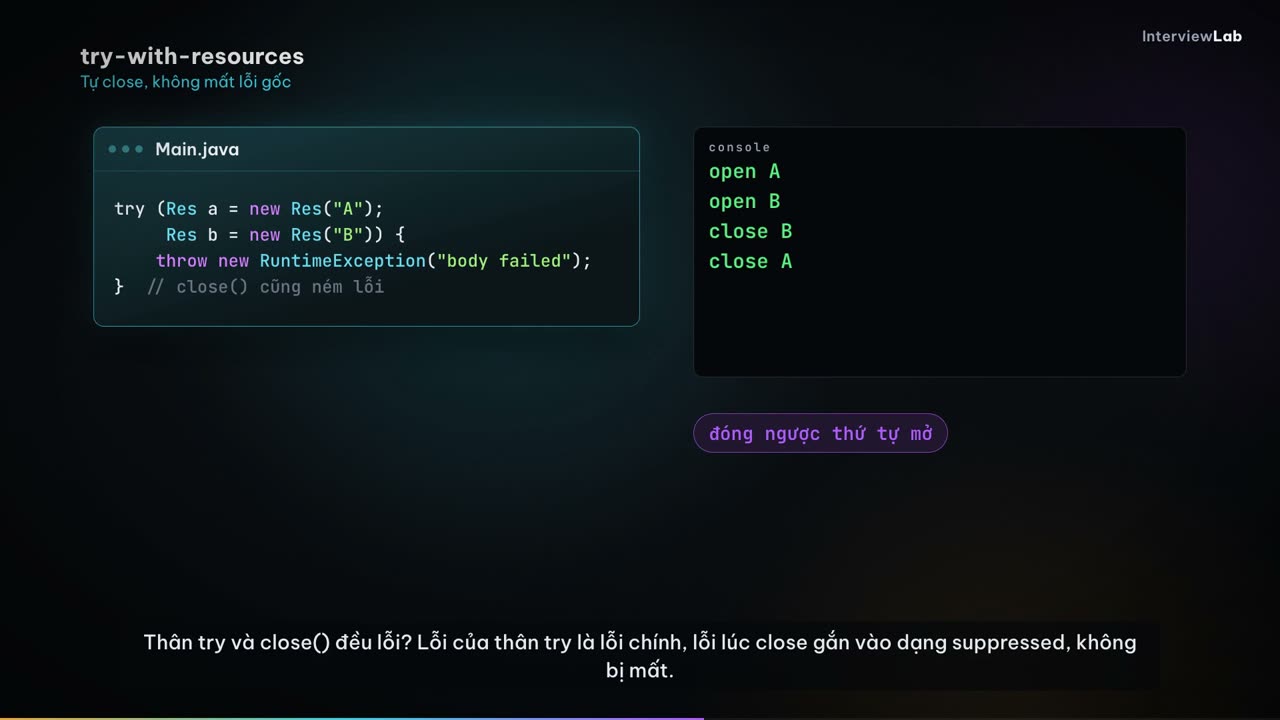 InterviewLab
try-with-resources
Tự close, không mất lỗi gốc
Main.java
try (Res a = new Res("A");
Res b = new Res("B")) {
throw new RuntimeException("body failed");
} // close() cũng ném lỗi
console
open A
open B
close B
close A
đóng ngược thứ tự mở
Thân try và close() đều lỗi? Lỗi của thân try là lỗi chính, lỗi lúc close gắn vào dạng suppressed, không
bị mất.